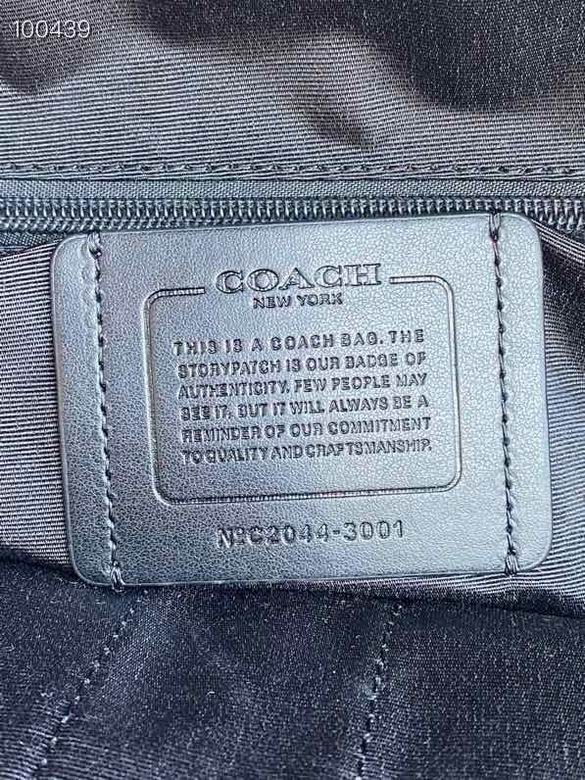 100439
COACH
NEW YORK
THIS IS A COACH BAG. THE
STORYPATCH IS OUR BADGE OF
AUTHENTICITY. FEW PEOPLE MAY
SEE IT, BUT IT WILL ALWAYS BE A
REMINDER OF OUR COMMITMENT
TO QUALITY AND CRAFTSMANSHIP.
Nº C2044-3001